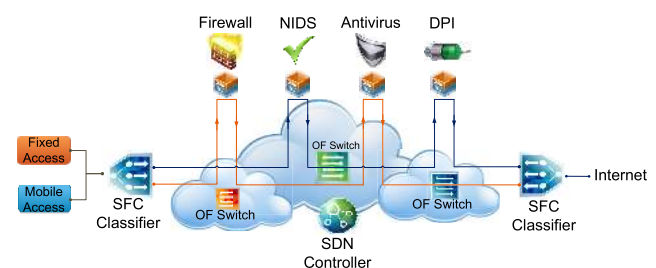 Firewall NIDS Antivirus DPI
Fixed
Access
Mobile
Access
SFC
Classifier
OF Switch
OF Switch
OF Switch
SDN
Controller
SFC
Classifier
Internet